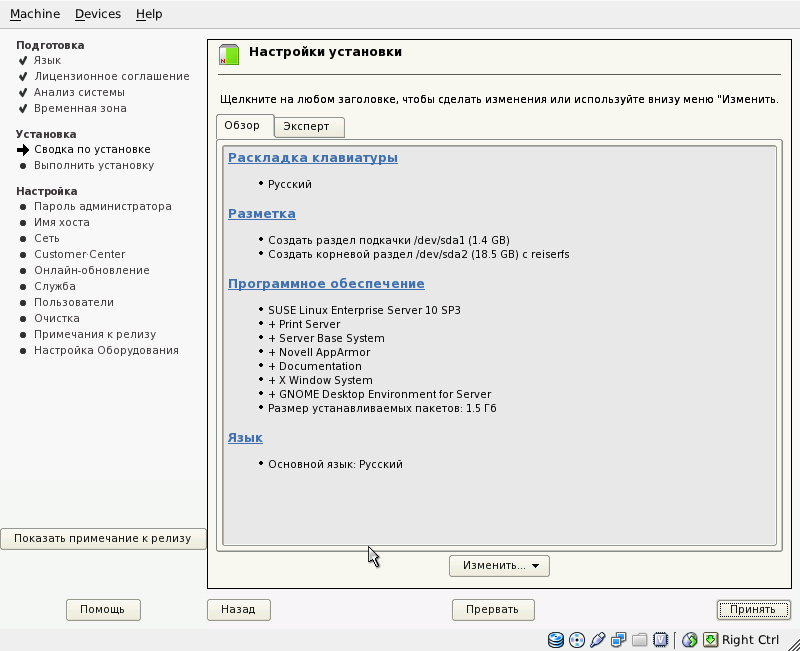 Machine Devices Help
Подготовка
Язык
Лицензионное соглашение
Анализ системы
Временная зона
Установка
Сводка по установке
Выполнить установку
Настройка
Пароль администратора
Имя хоста
Сеть
Customer-Center
Онлайн-обновление
Служба
Пользователи
Очистка
Примечания к релизу
Настройка Оборудования
Показать примечание к релизу
Помощь
Настройки установки
Щелкните на любом заголовке, чтобы сделать изменения или используйте внизу меню "Изменить.
Обзор Эксперт
Раскладка клавиатуры
• Русский
Разметка
• Создать раздел подкачки /dev/sda1 (1.4 GB)
• Создать корневой раздел /dev/sda2 (18.5 GB) с reiserfs
Программное обеспечение
• SUSE Linux Enterprise Server 10 SP3
• + Print Server
• + Server Base System
• + Novell AppArmor
• + Documentation
• + X Window System
• + GNOME Desktop Environment for Server
• Размер устанавливаемых пакетов: 1.5 Гб
Язык
• Основной язык: Русский
Изменить...
Назад Прервать Принять
Right Ctrl